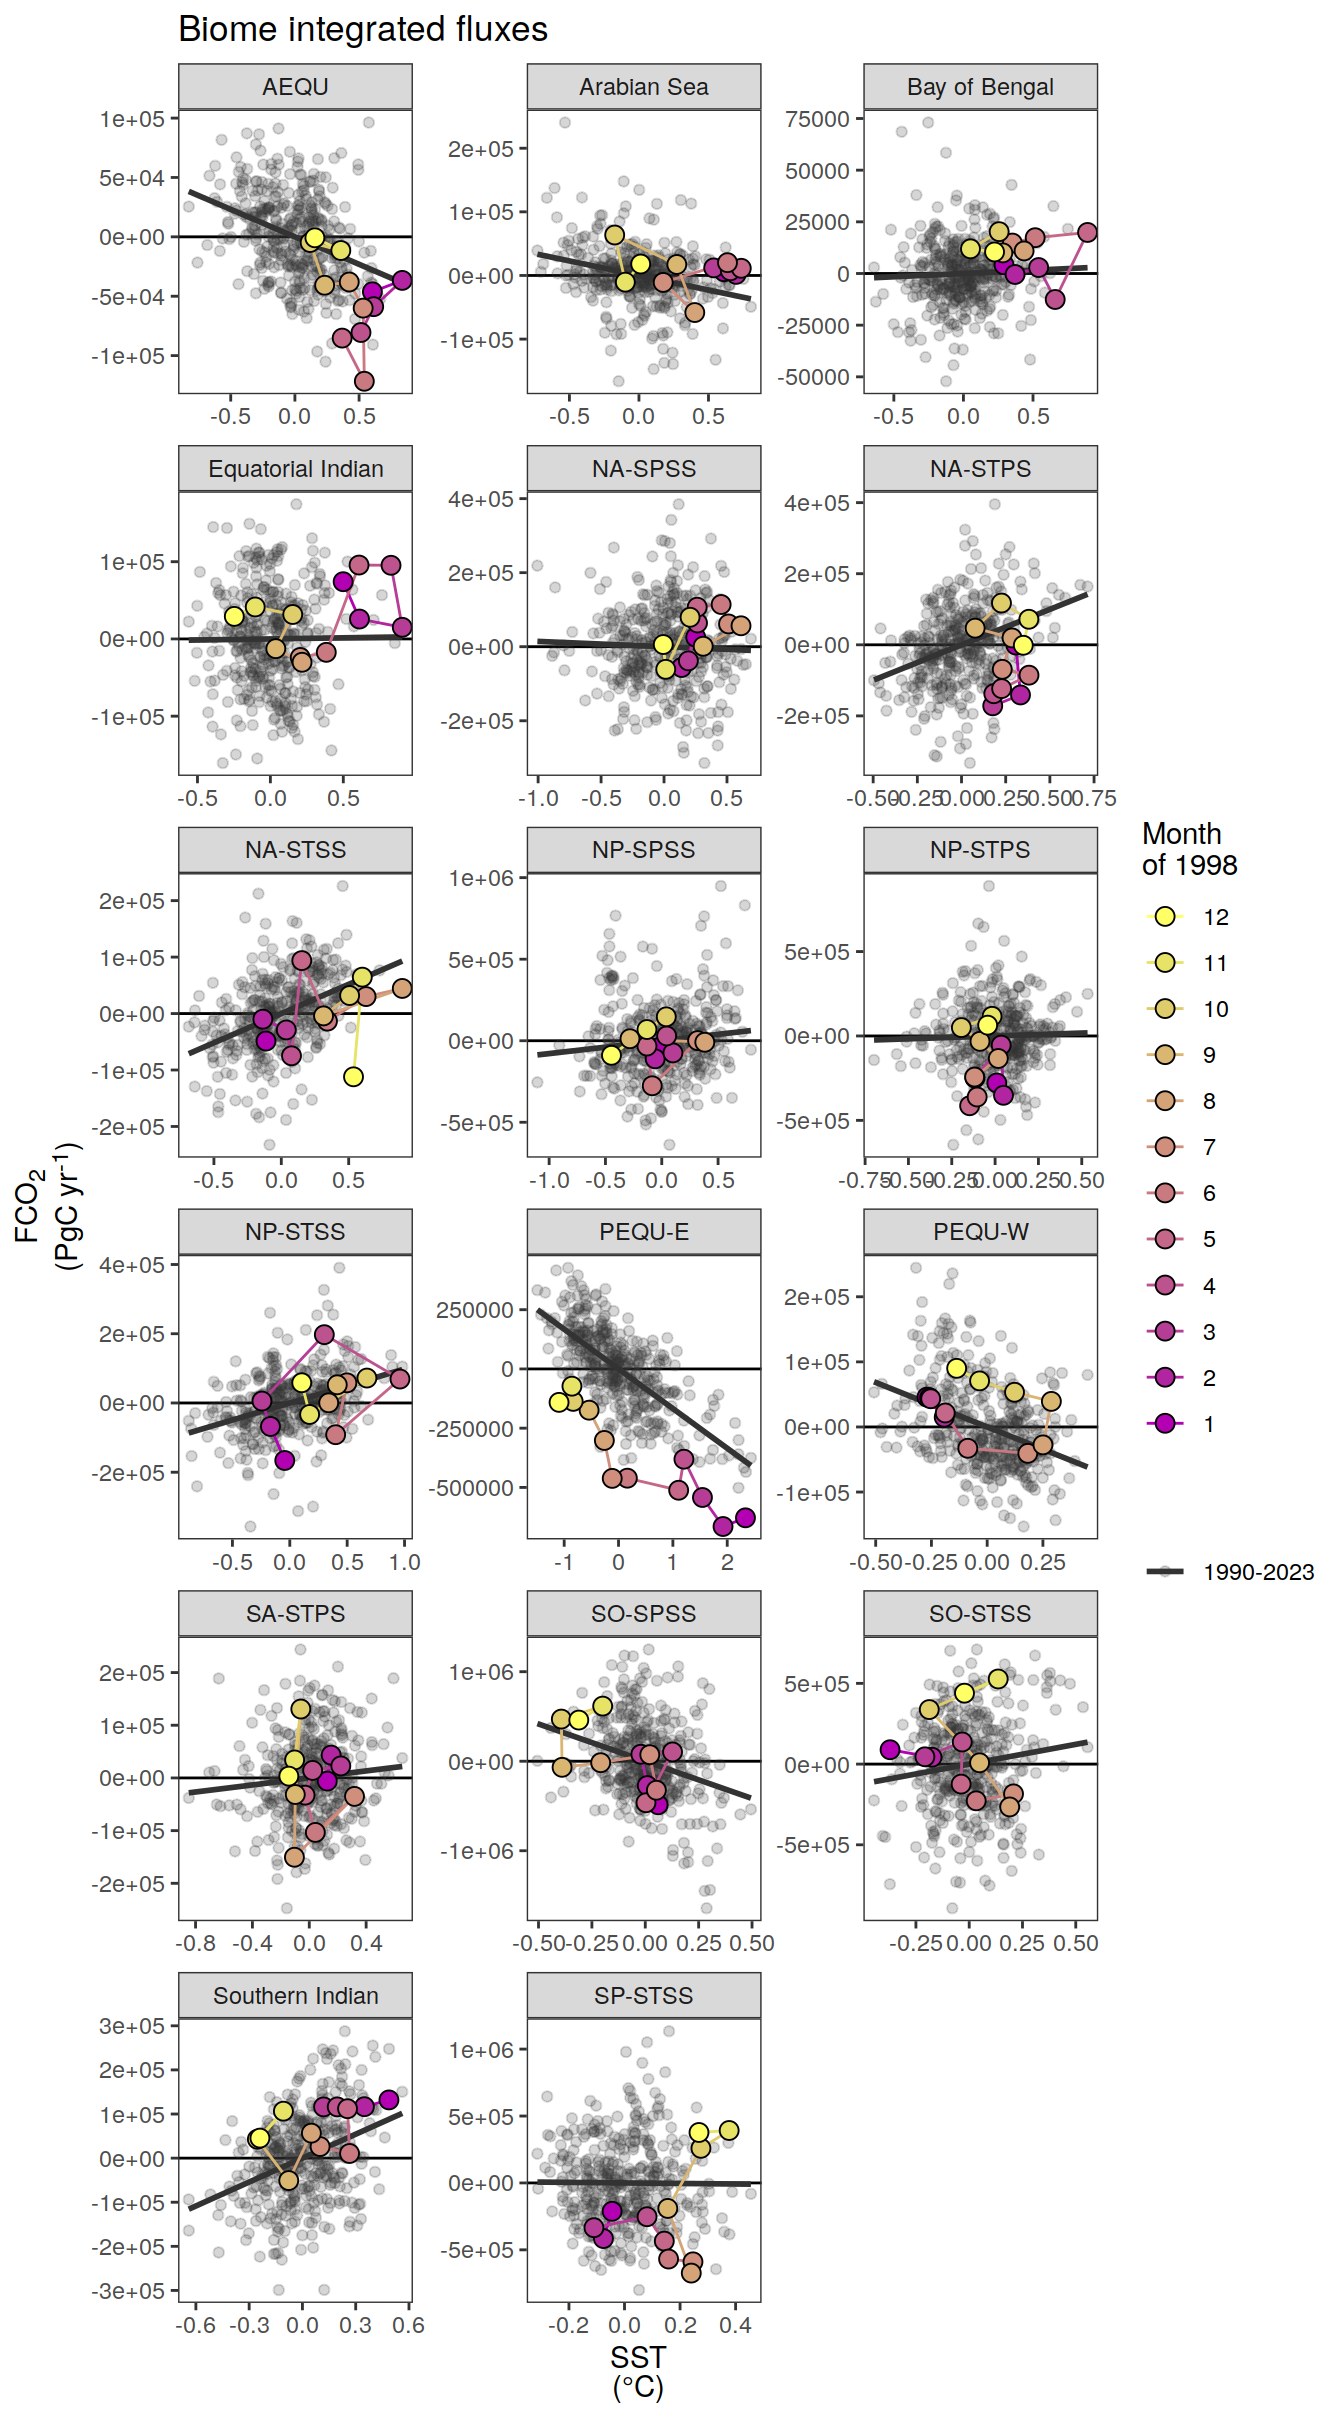 Biome integrated fluxes
AEQU
Arabian Sea
Bay of Bengal
1e+05
5e+04
0e+00
-5e+04
-1e+05
2e+05
1e+05
0e+00
-1e+05
75000
50000
25000
0
-25000
-50000
-0.5 0.0 0.5
-0.5 0.0 0.5
-0.5 0.0 0.5
Equatorial Indian
NA-SPSS
NA-STPS
1e+05
0e+00
-1e+05
4e+05
2e+05
0e+00
-2e+05
4e+05
2e+05
0e+00
-2e+05
-0.5 0.0 0.5
-1.0 -0.5 0.0 0.5
-0.50 -0.25 0.00 0.25 0.50 0.75
NA-STSS
NP-SPSS
NP-STPS
2e+05
1e+05
0e+00
-1e+05
-2e+05
1e+06
5e+05
0e+00
-5e+05
5e+05
0e+00
-5e+05
-0.5 0.0 0.5
-1.0 -0.5 0.0 0.5
-0.75 -0.50 -0.25 0.00 0.25 0.50
NP-STSS
PEQU-E
PEQU-W
4e+05
2e+05
0e+00
-2e+05
250000
0
-250000
-500000
2e+05
1e+05
0e+00
-1e+05
-0.5 0.0 0.5 1.0
-1 0 1 2
-0.50 -0.25 0.00 0.25
SA-STPS
SO-SPSS
SO-STSS
2e+05
1e+05
0e+00
-1e+05
-2e+05
1e+06
0e+00
-1e+06
5e+05
0e+00
-5e+05
-0.8 -0.4 0.0 0.4
-0.50 -0.25 0.00 0.25 0.50
-0.25 0.00 0.25 0.50
Southern Indian
SP-STSS
3e+05
2e+05
1e+05
0e+00
-1e+05
-2e+05
-3e+05
1e+06
5e+05
0e+00
-5e+05
-0.6 -0.3 0.0 0.3 0.6
-0.2 0.0 0.2 0.4
SST
(°C)
FCO₂
(PgC yr⁻¹)
Month
of 1998
12
11
10
9
8
7
6
5
4
3
2
1
1990-2023